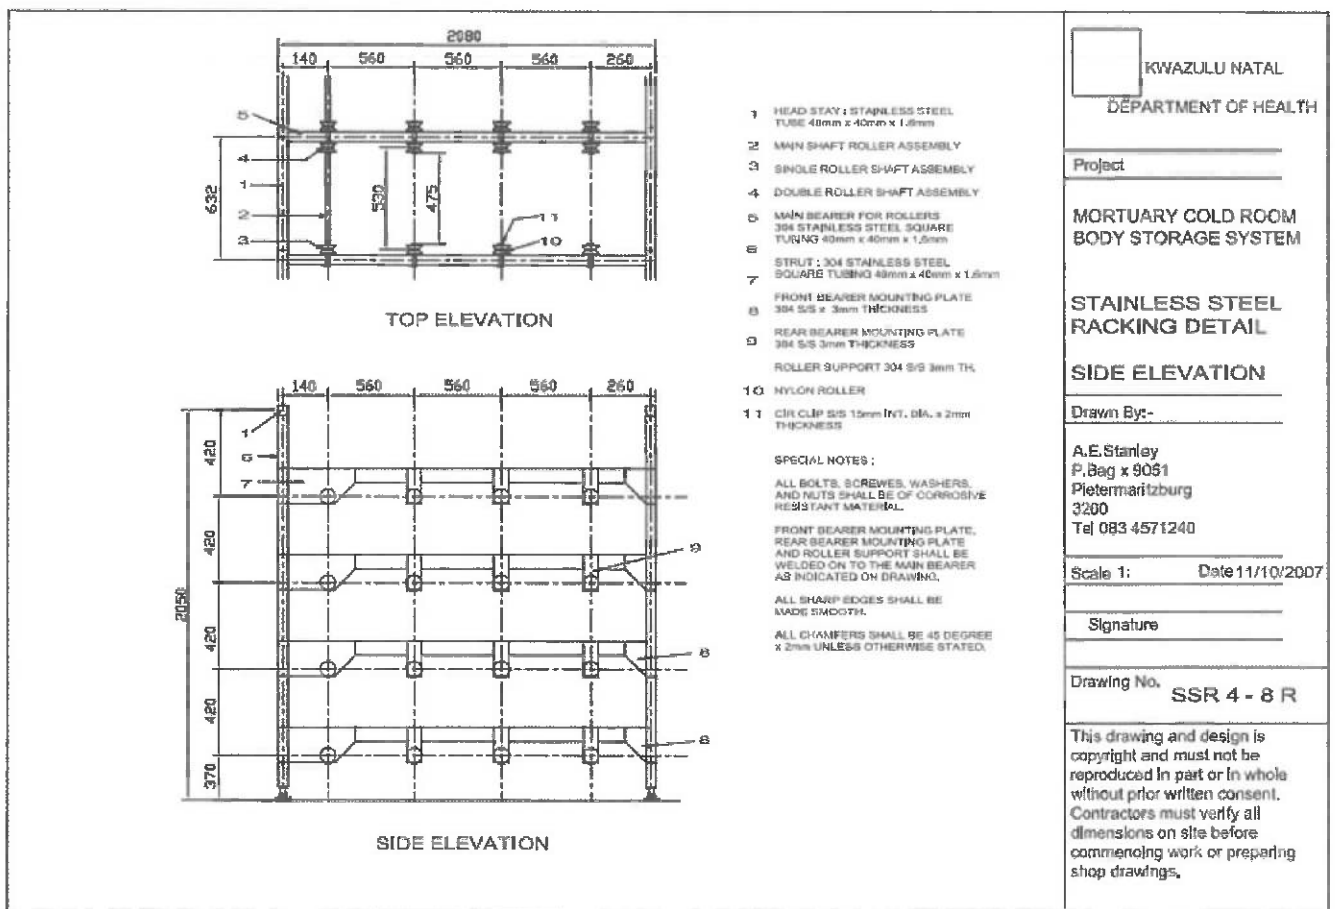 2080
140 560 560 560 260
5
4
1
2
3
632
530
475
11
10
TOP ELEVATION
140 560 560 560 260
1
6
7
420
420
420
420
370
2050
9
8
8
SIDE ELEVATION
1 HEAD STAY : STAINLESS STEEL
TUBE 40mm x 40mm x 1.6mm
2 MAIN SHAFT ROLLER ASSEMBLY
3 SINGLE ROLLER SHAFT ASSEMBLY
4 DOUBLE ROLLER SHAFT ASSEMBLY
5 MAIN BEARER FOR ROLLERS
304 STAINLESS STEEL SQUARE
TUBING 40mm x 40mm x 1,6mm
6
STRUT : 304 STAINLESS STEEL
7 SQUARE TUBING 40mm x 40mm x 1.6mm
FRONT BEARER MOUNTING PLATE
8 304 S/S x 3mm THICKNESS
9 REAR BEARER MOUNTING PLATE
304 S/S 3mm THICKNESS
ROLLER SUPPORT 304 S/S 3mm TH.
10 NYLON ROLLER
11 CIR CLIP S/S 15mm INT. DIA. x 2mm
THICKNESS
SPECIAL NOTES :
ALL BOLTS, SCREWES, WASHERS,
AND NUTS SHALL BE OF CORROSIVE
RESISTANT MATERIAL.
FRONT BEARER MOUNTING PLATE,
REAR BEARER MOUNTING PLATE
AND ROLLER SUPPORT SHALL BE
WELDED ON TO THE MAIN BEARER
AS INDICATED ON DRAWING.
ALL SHARP EDGES SHALL BE
MADE SMOOTH.
ALL CHAMFERS SHALL BE 45 DEGREE
x 2mm UNLESS OTHERWISE STATED.
KWAZULU NATAL
DEPARTMENT OF HEALTH
Project
MORTUARY COLD ROOM
BODY STORAGE SYSTEM
STAINLESS STEEL
RACKING DETAIL
SIDE ELEVATION
Drawn By:-
A.E.Stanley
P.Bag x 9051
Pietermaritzburg
3200
Tel 083 4571240
Scale 1: Date 11/10/2007
Signature
Drawing No. SSR 4 - 8 R
This drawing and design is
copyright and must not be
reproduced in part or in whole
without prior written consent.
Contractors must verify all
dimensions on site before
commencing work or preparing
shop drawings.